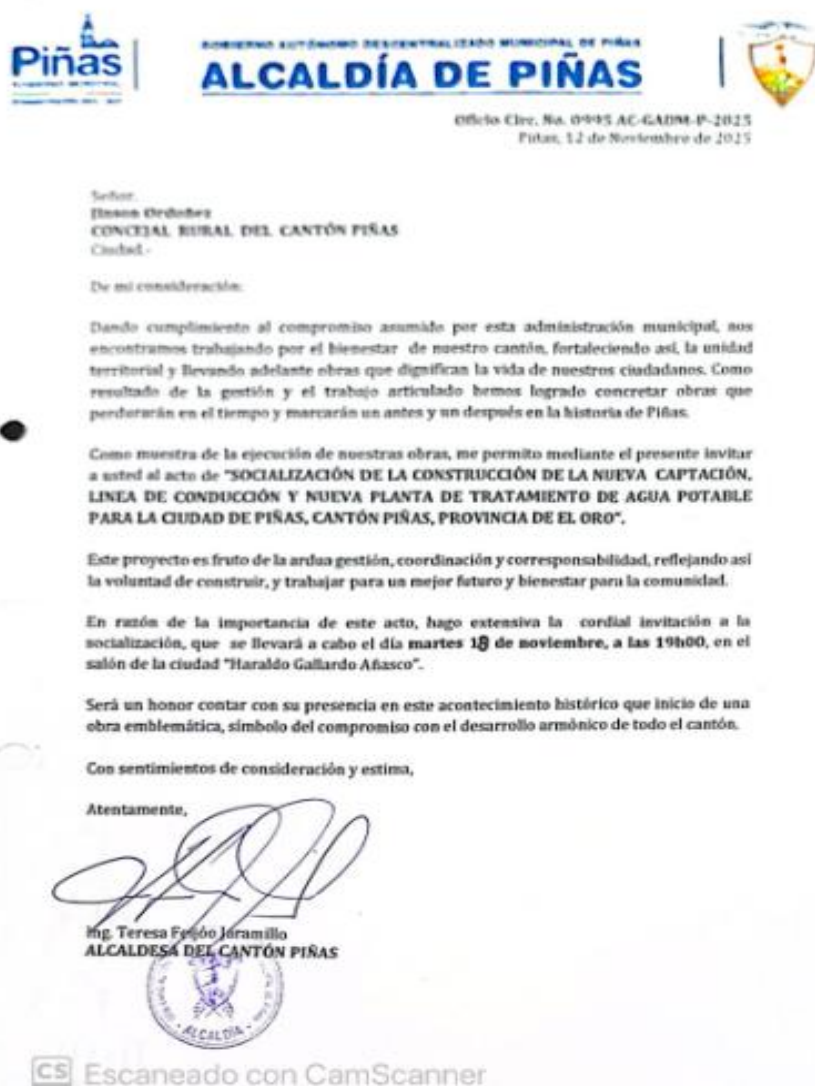 Piñas
GOBIERNO AUTÓNOMO DESCENTRALIZADO MUNICIPAL DE PIÑAS
ALCALDÍA DE PIÑAS
Oficio Circ. No. 0995 AC-GADM-P-2025
Piñas, 12 de Noviembre de 2025
Señor.
Ordoñez
CONCEJAL RURAL DEL CANTÓN PIÑAS
Ciudad.-
De mi consideración:
Dando cumplimiento al compromiso asumido por esta administración municipal, nos
encontramos trabajando por el bienestar de nuestro cantón, fortaleciendo así, la unidad
territorial y llevando adelante obras que dignifican la vida de nuestros ciudadanos. Como
resultado de la gestión y el trabajo articulado hemos logrado concretar obras que
perdurarán en el tiempo y marcarán un antes y un después en la historia de Piñas.
Como muestra de la ejecución de nuestras obras, me permito mediante el presente invitar
a usted al acto de "SOCIALIZACIÓN DE LA CONSTRUCCIÓN DE LA NUEVA CAPTACIÓN,
LINEA DE CONDUCCIÓN Y NUEVA PLANTA DE TRATAMIENTO DE AGUA POTABLE
PARA LA CIUDAD DE PIÑAS, CANTÓN PIÑAS, PROVINCIA DE EL ORO".
Este proyecto es fruto de la ardua gestión, coordinación y corresponsabilidad, reflejando así
la voluntad de construir, y trabajar para un mejor futuro y bienestar para la comunidad.
En razón de la importancia de este acto, hago extensiva la cordial invitación a la
socialización, que se llevará a cabo el día martes 18 de noviembre, a las 19h00, en el
salón de la ciudad "Haraldo Gallardo Añasco".
Será un honor contar con su presencia en este acontecimiento histórico que inicio de una
obra emblemática, símbolo del compromiso con el desarrollo armónico de todo el cantón.
Con sentimientos de consideración y estima,
Atentamente,
Ing. Teresa Feijóo Jaramillo
ALCALDESA DEL CANTÓN PIÑAS
ALCALDÍA
CS Escaneado con CamScanner